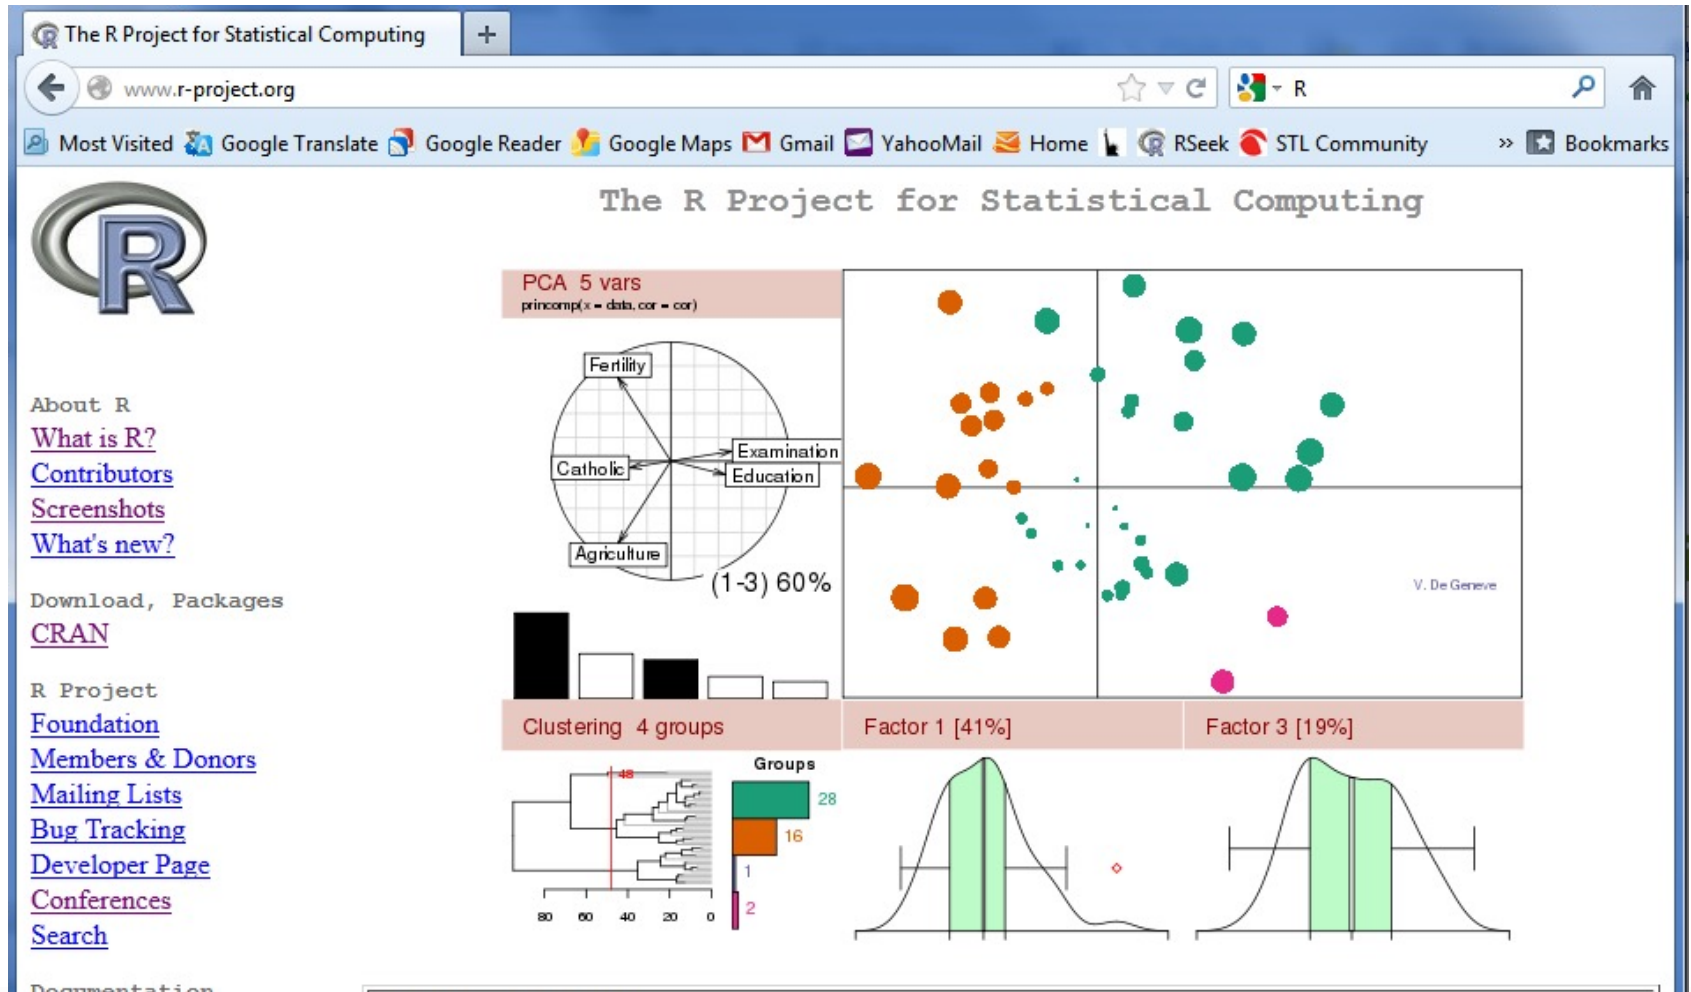 The R Project for Statistical Computing
www.r-project.org
R
Most Visited Google Translate Google Reader Google Maps Gmail YahooMail Home RSeek STL Community » Bookmarks
R
The R Project for Statistical Computing
About R
What is R?
Contributors
Screenshots
What's new?
Download, Packages
CRAN
R Project
Foundation
Members & Donors
Mailing Lists
Bug Tracking
Developer Page
Conferences
Search
Documentation
PCA 5 vars
princomp(x = data, cor = cor)
Fertility
Examination
Catholic
Education
Agriculture
(1-3) 60%
V. De Geneve
Clustering 4 groups
Factor 1 [41%]
Factor 3 [19%]
48
Groups
28
16
1
2
80 60 40 20 0